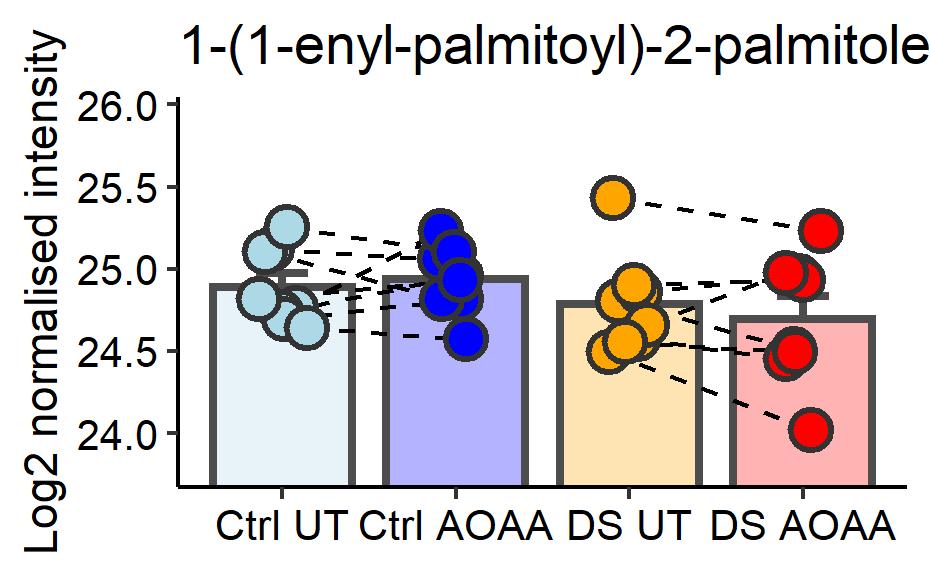 1-(1-enyl-palmitoyl)-2-palmitole
Log2 normalised intensity
26.0
25.5
25.0
24.5
24.0
Ctrl UT Ctrl AOAA DS UT DS AOAA